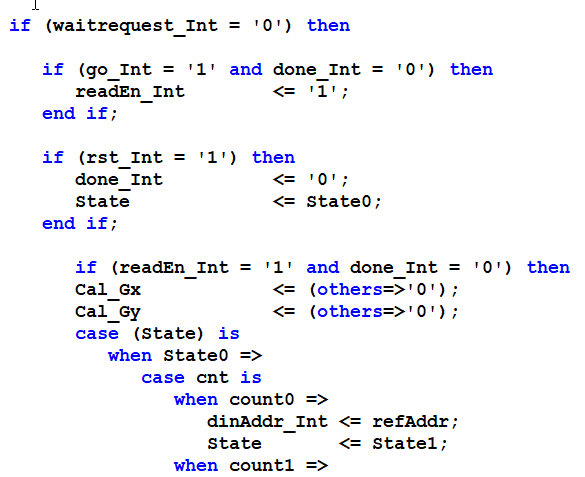 if (waitrequest_Int = '0') then
if (go_Int = '1' and done_Int = '0') then
readEn_Int <= '1';
end if;
if (rst_Int = '1') then
done_Int <= '0';
State <= State0;
end if;
if (readEn_Int = '1' and done_Int = '0') then
Cal_Gx <= (others=>'0');
Cal_Gy <= (others=>'0');
case (State) is
when State0 =>
case cnt is
when count0 =>
dinAddr_Int <= refAddr;
State <= State1;
when count1 =>